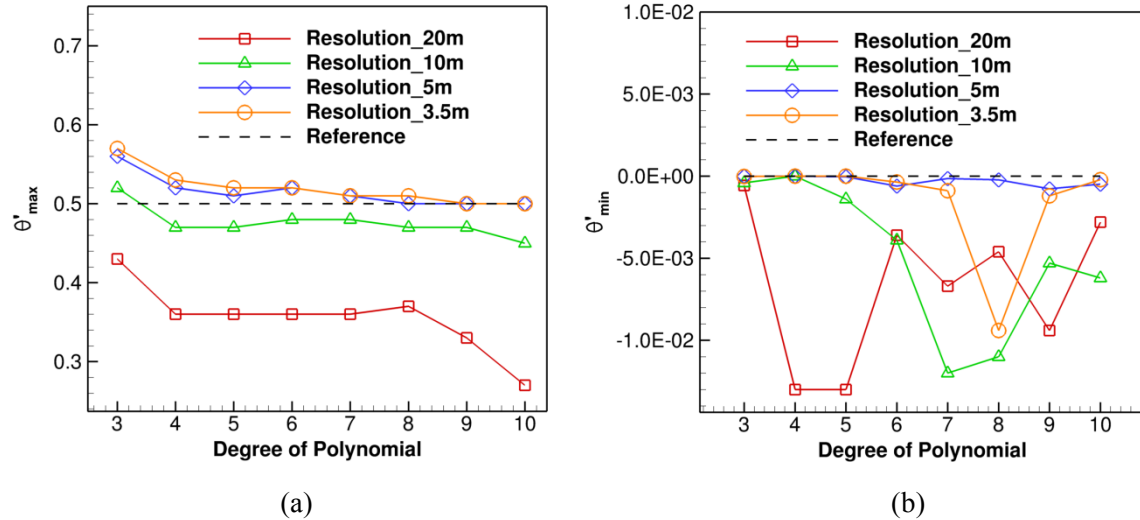 0.7
0.6
0.5
0.4
0.3
θ'max
Resolution_20m
Resolution_10m
Resolution_5m
Resolution_3.5m
Reference
3 4 5 6 7 8 9 10
Degree of Polynomial
(a)
1.0E-02
5.0E-03
0.0E+00
-5.0E-03
-1.0E-02
θ'min
Resolution_20m
Resolution_10m
Resolution_5m
Resolution_3.5m
Reference
3 4 5 6 7 8 9 10
Degree of Polynomial
(b)